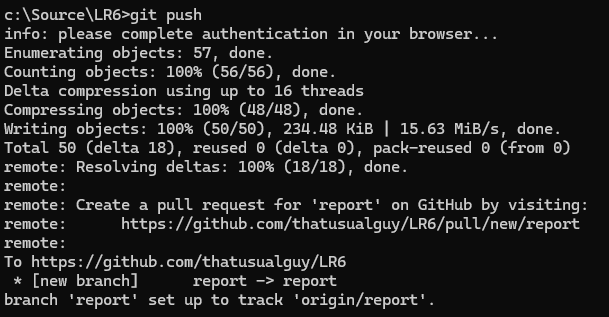 c:\Source\LR6>git push
info: please complete authentication in your browser...
Enumerating objects: 57, done.
Counting objects: 100% (56/56), done.
Delta compression using up to 16 threads
Compressing objects: 100% (48/48), done.
Writing objects: 100% (50/50), 234.48 KiB | 15.63 MiB/s, done.
Total 50 (delta 18), reused 0 (delta 0), pack-reused 0 (from 0)
remote: Resolving deltas: 100% (18/18), done.
remote:
remote: Create a pull request for 'report' on GitHub by visiting:
remote:      https://github.com/thatusualguy/LR6/pull/new/report
remote:
To https://github.com/thatusualguy/LR6
 * [new branch]      report -> report
branch 'report' set up to track 'origin/report'.